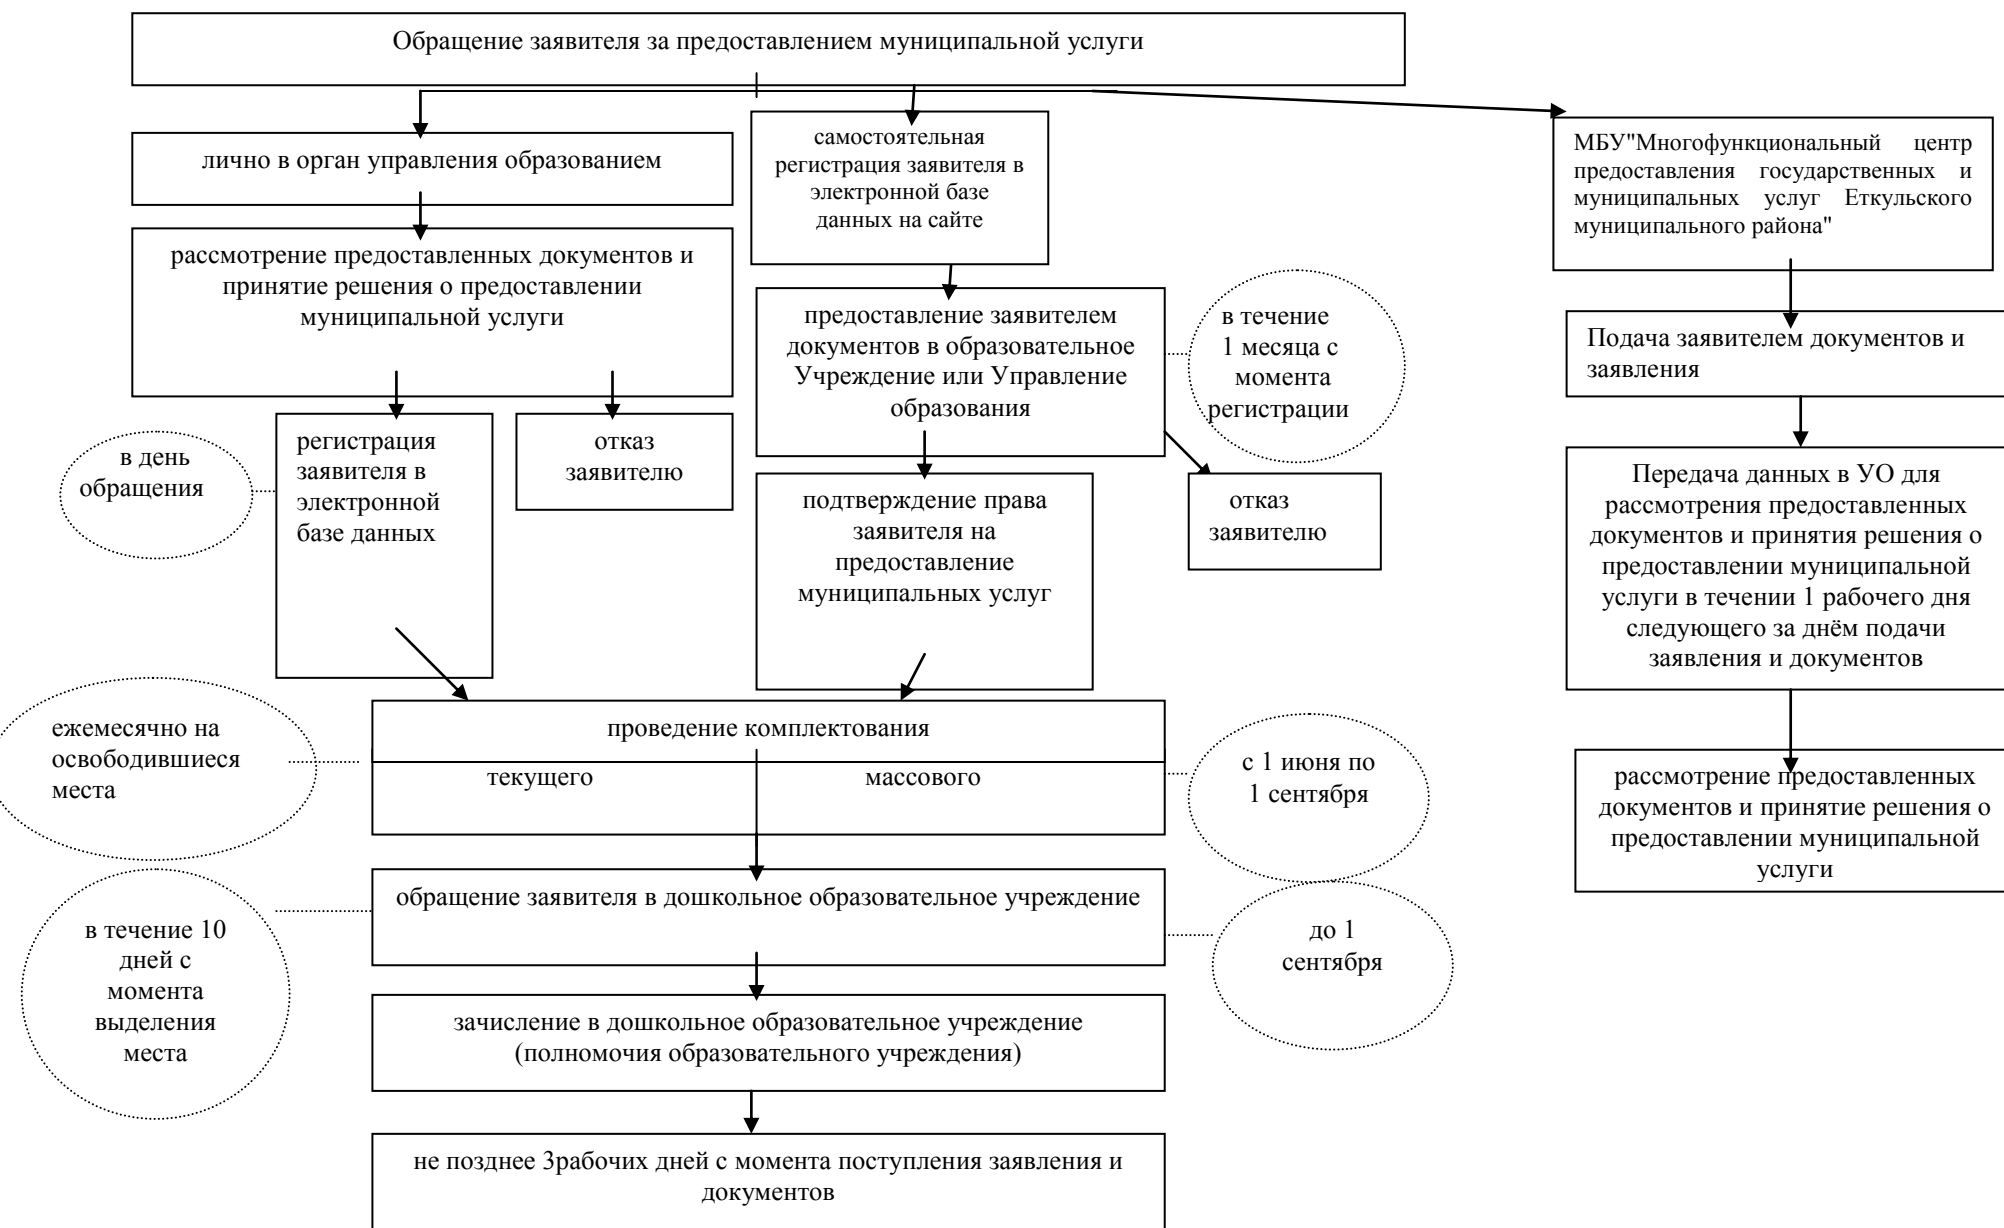 Обращение заявителя за предоставлением муниципальной услуги
лично в орган управления образованием
самостоятельная
регистрация заявителя в
электронной базе
данных на сайте
МБУ"Многофункциональный центр
предоставления государственных и
муниципальных услуг Еткульского
муниципального района"
рассмотрение предоставленных документов и
принятие решения о предоставлении
муниципальной услуги
предоставление заявителем
документов в образовательное
Учреждение или Управление
образования
в течение
1 месяца с
момента
регистрации
Подача заявителем документов и
заявления
в день
обращения
регистрация
заявителя в
электронной
базе данных
отказ
заявителю
подтверждение права
заявителя на
предоставление
муниципальных услуг
отказ
заявителю
Передача данных в УО для
рассмотрения предоставленных
документов и принятия решения о
предоставлении муниципальной
услуги в течении 1 рабочего дня
следующего за днём подачи
заявления и документов
ежемесячно на
освободившиеся
места
проведение комплектования
текущего
массового
с 1 июня по
1 сентября
рассмотрение предоставленных
документов и принятие решения о
предоставлении муниципальной
услуги
в течение 10
дней с
момента
выделения
места
обращение заявителя в дошкольное образовательное учреждение
до 1
сентября
зачисление в дошкольное образовательное учреждение
(полномочия образовательного учреждения)
не позднее 3рабочих дней с момента поступления заявления и
документов